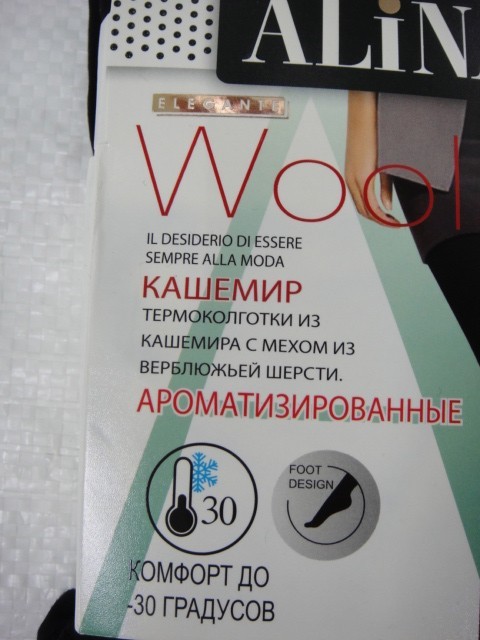 ALiNA
ELEGANTE
Wool
IL DESIDERIO DI ESSERE
SEMPRE ALLA MODA
КАШЕМИР
ТЕРМОКОЛГОТКИ ИЗ
КАШЕМИРА С МЕХОМ ИЗ
ВЕРБЛЮЖЬЕЙ ШЕРСТИ.
АРОМАТИЗИРОВАННЫЕ
30
FOOT
DESIGN
КОМФОРТ ДО
-30 ГРАДУСОВ